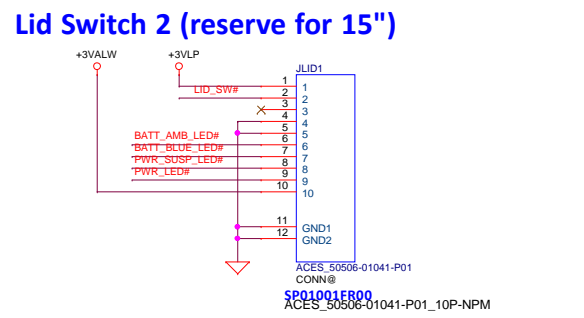 Lid Switch 2 (reserve for 15")
+3VALW +3VLP
JLID1
1 1
LID_SW# 2 2
3 3
4 4
5 5
BATT_AMB_LED# 6 6
BATT_BLUE_LED# 7 7
PWR_SUSP_LED# 8 8
PWR_LED# 9 9
10 10
11 GND1
12 GND2
ACES_50506-01041-P01
CONN@
SP01001FR00
ACES_50506-01041-P01_10P-NPM